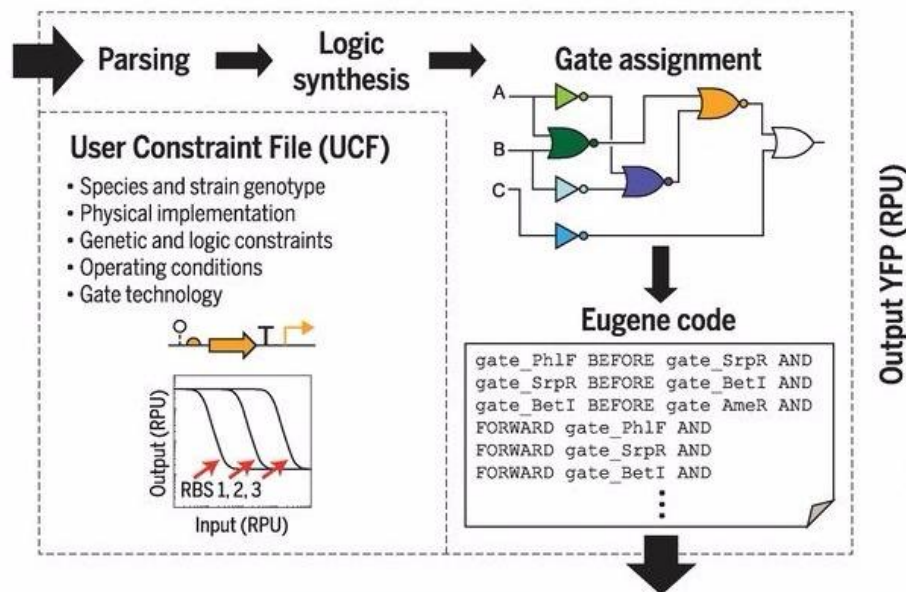 Parsing
Logic
synthesis
Gate assignment
A
B
C
User Constraint File (UCF)
• Species and strain genotype
• Physical implementation
• Genetic and logic constraints
• Operating conditions
• Gate technology
Output (RPU)
RBS 1, 2, 3
Input (RPU)
Eugene code
gate_PhlF BEFORE gate_SrpR AND
gate_SrpR BEFORE gate_BetI AND
gate_BetI BEFORE gate AmeR AND
FORWARD gate_PhlF AND
FORWARD gate_SrpR AND
FORWARD gate_BetI AND
Output YFP (RPU)